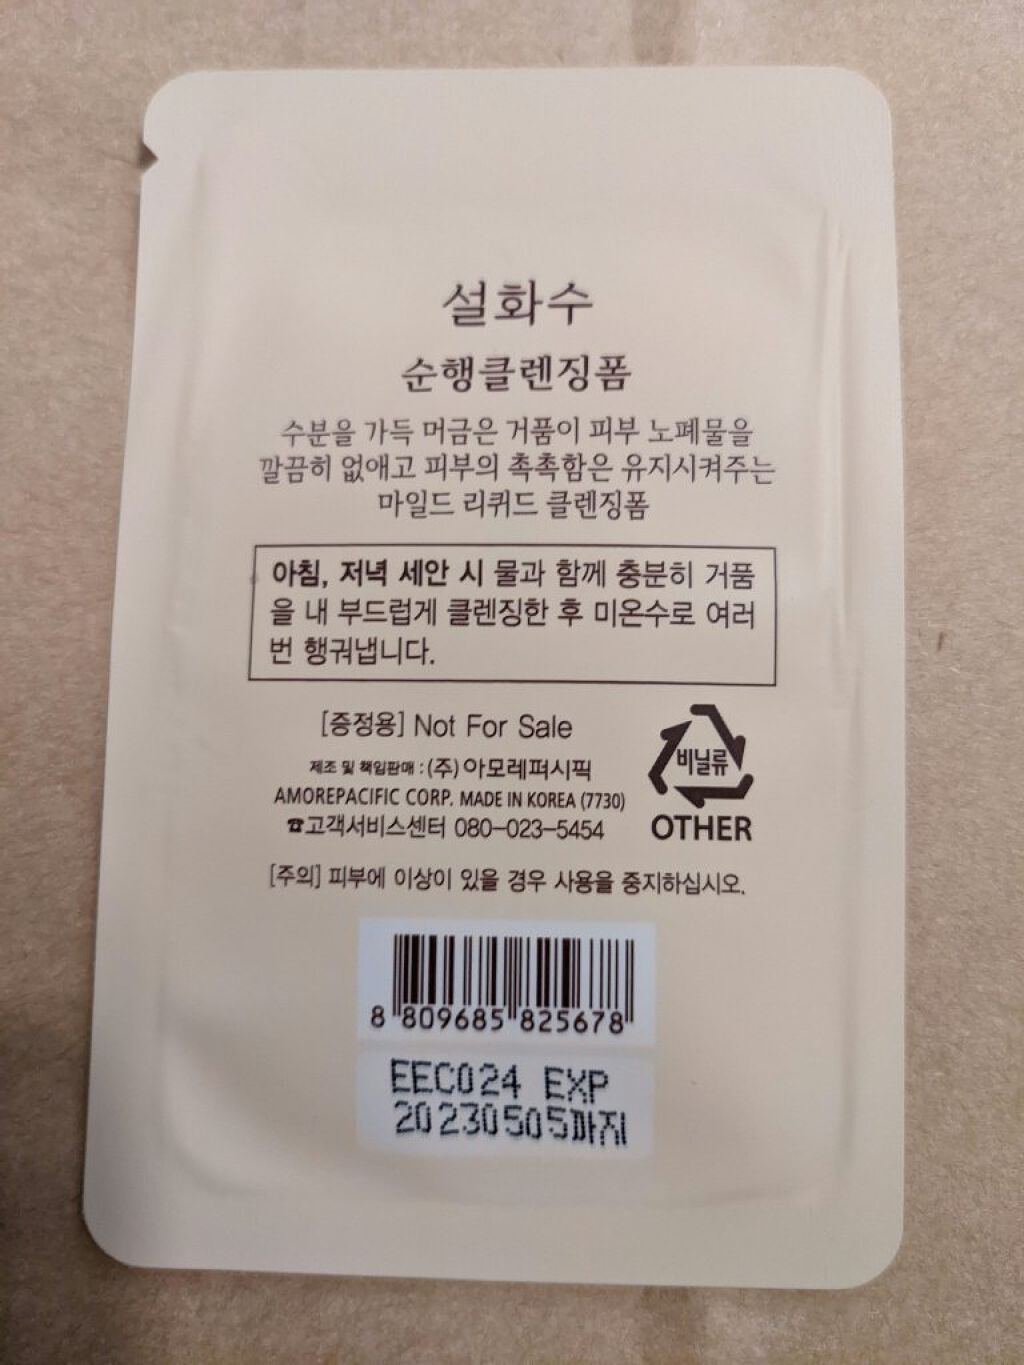 설화수
순행클렌징폼
수분을 가득 머금은 거품이 피부 노폐물을
깔끔히 없애고 피부의 촉촉함은 유지시켜주는
마일드 리퀴드 클렌징폼
아침, 저녁 세안 시 물과 함께 충분히 거품
을 내 부드럽게 클렌징한 후 미온수로 여러
번 헹궈냅니다.
[증정용] Not For Sale
제조 및 책임판매 : (주)아모레퍼시픽
AMOREPACIFIC CORP. MADE IN KOREA (7730)
☎고객서비스센터 080-023-5454
비닐류
OTHER
[주의] 피부에 이상이 있을 경우 사용을 중지하십시오.
8 809685 825678
EEC024 EXP
20230505까지